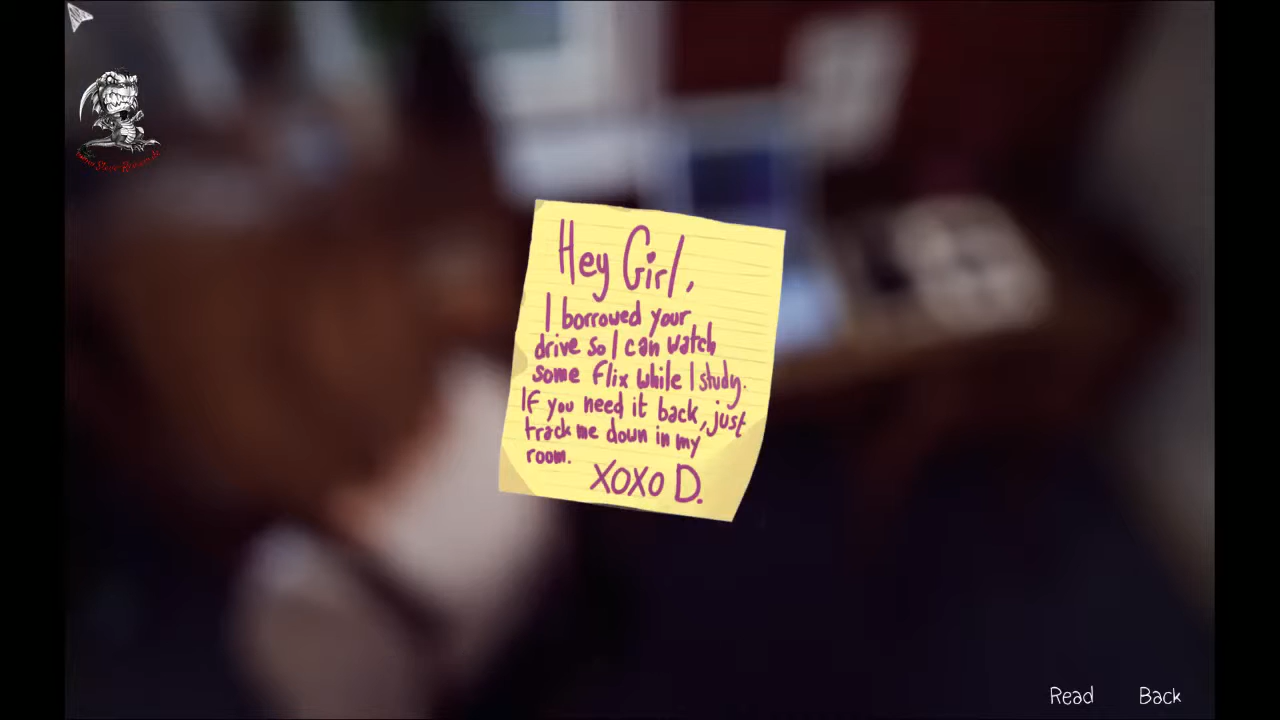 Hey Girl,
I borrowed your
drive so I can watch
some Flix while I study.
If you need it back, just
track me down in my
room.
XOXO D.
Read Back